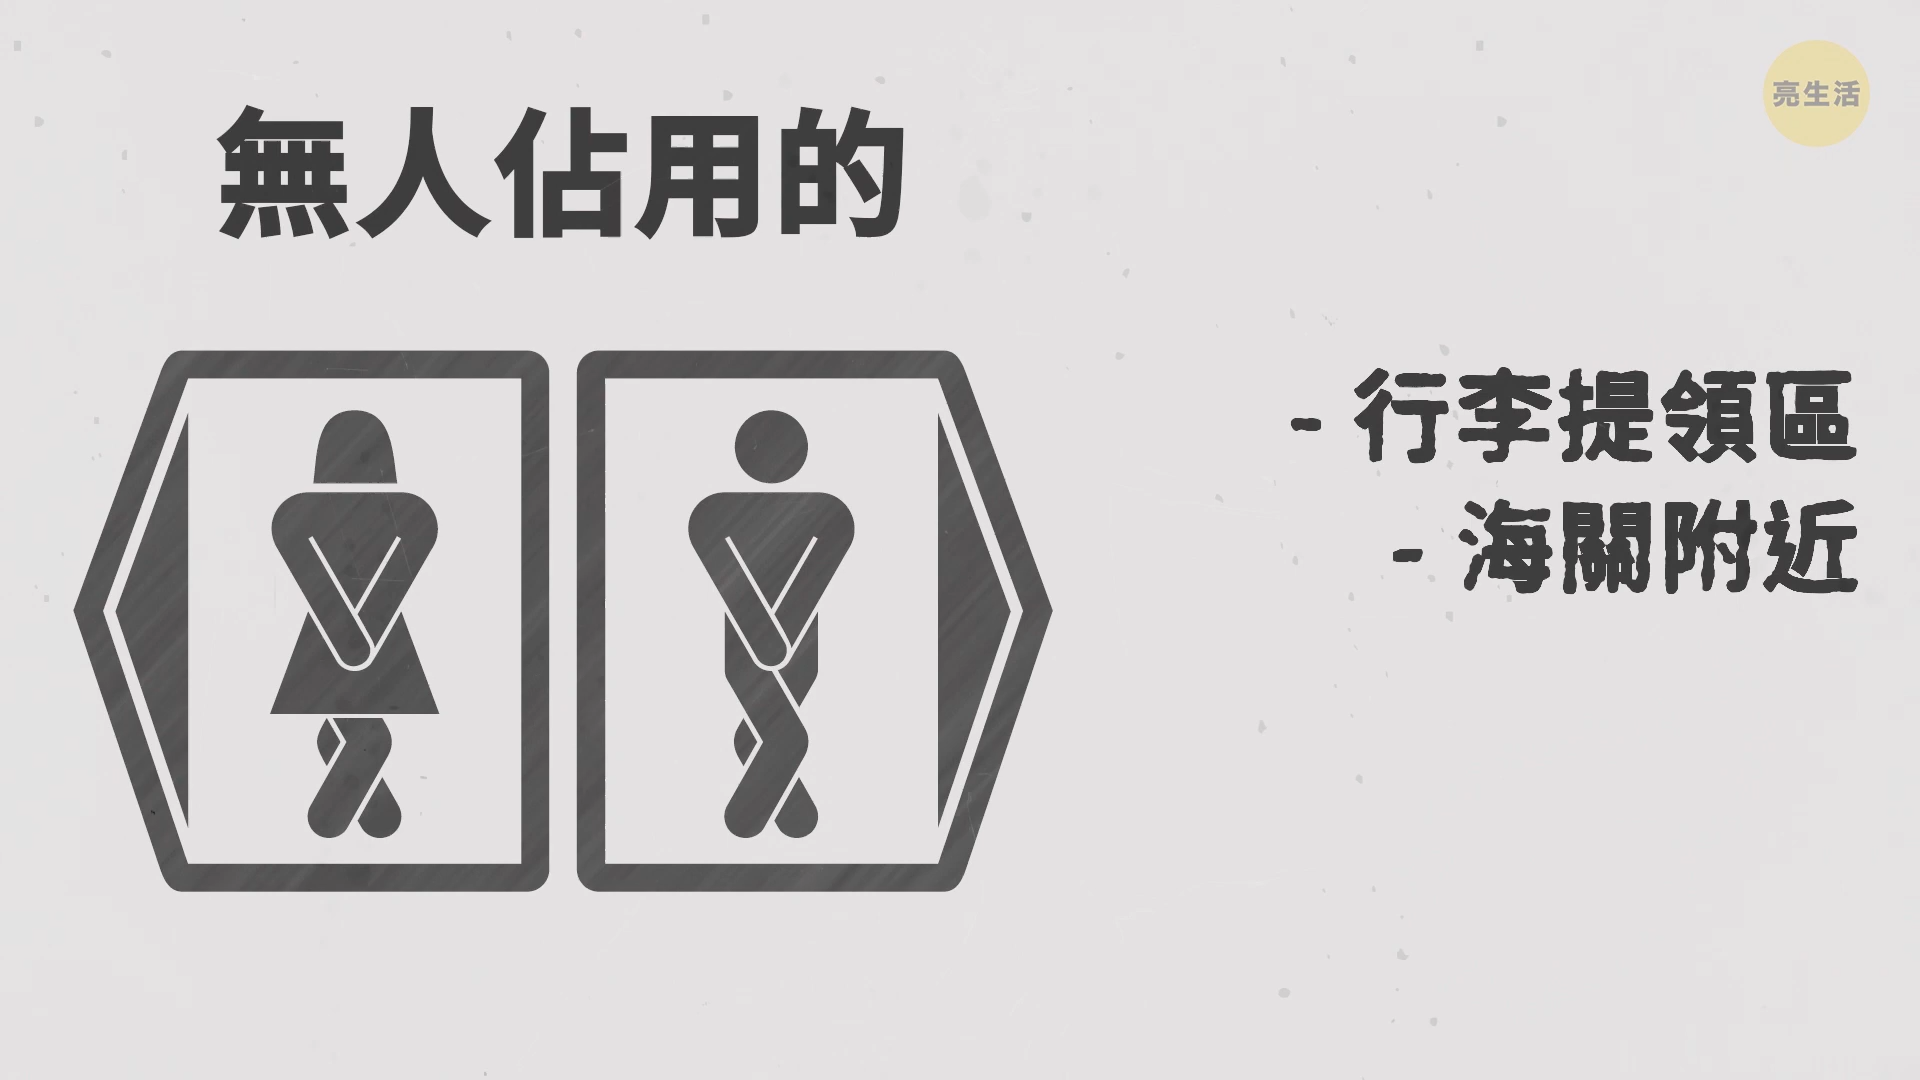 無人佔用的
亮生活
- 行李提領區
- 海關附近